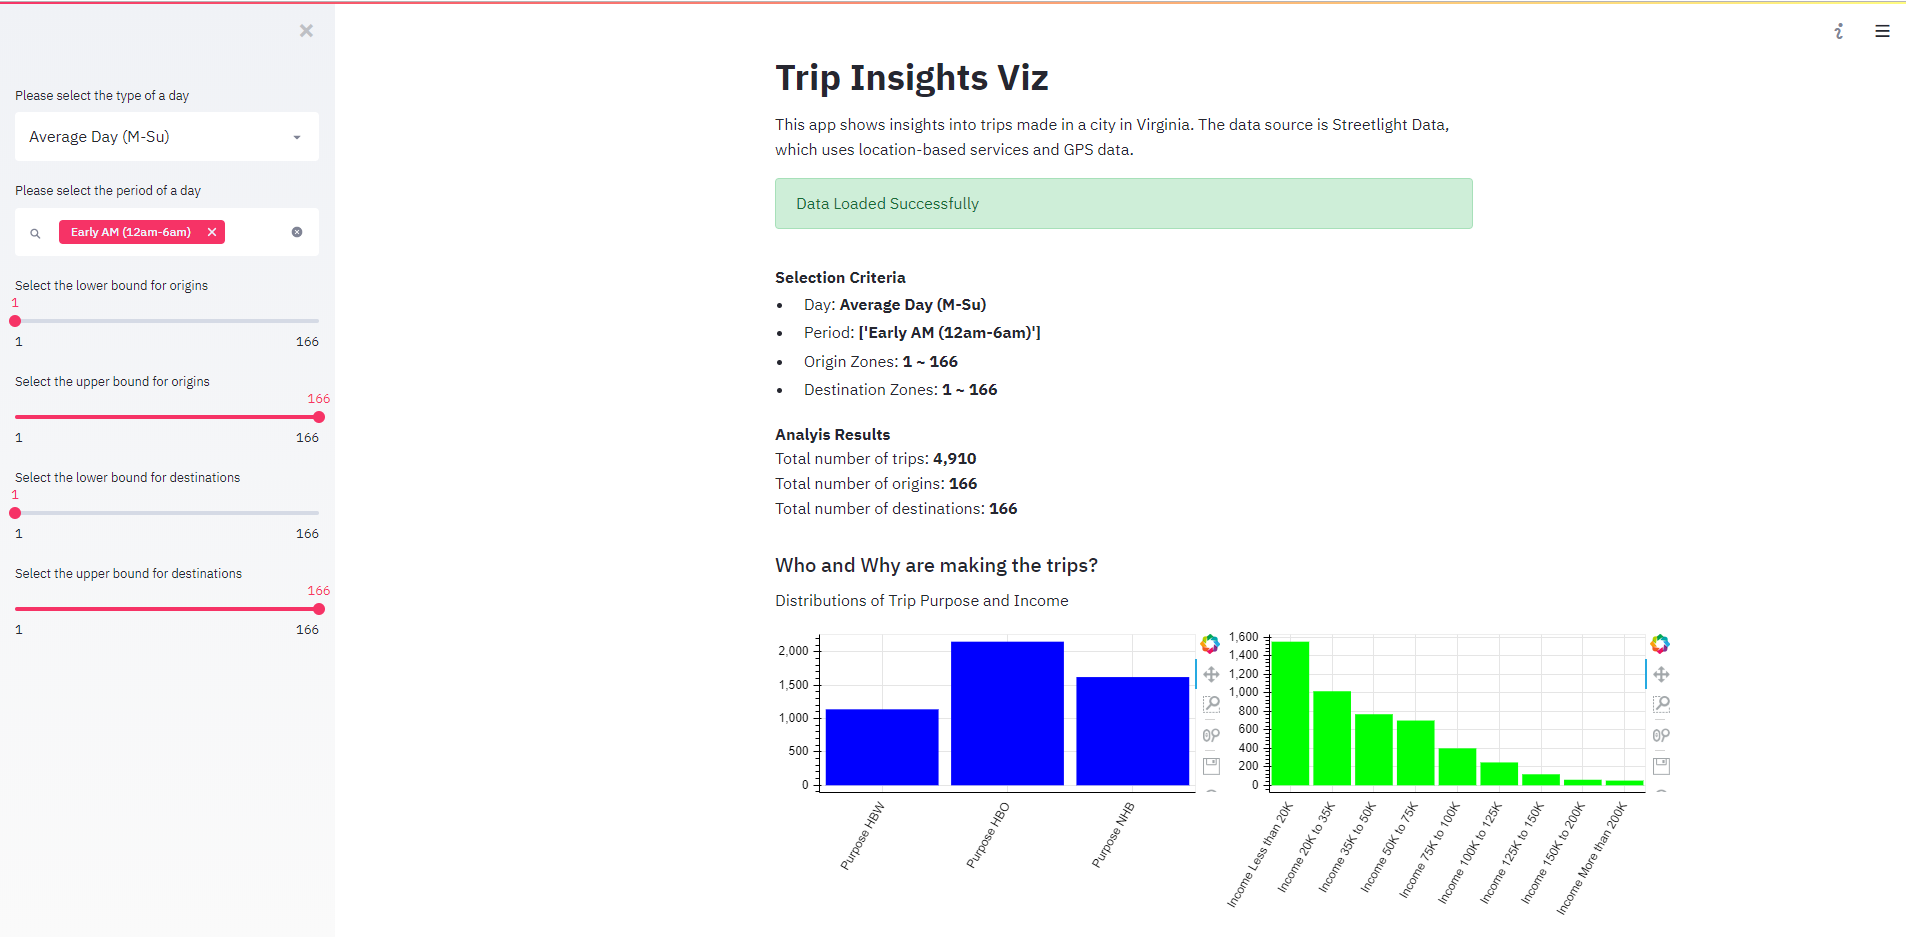 Please select the type of a day
Average Day (M-Su)
Please select the period of a day
Early AM (12am-6am)
Select the lower bound for origins
1
1 166
Select the upper bound for origins
166
1 166
Select the lower bound for destinations
1
1 166
Select the upper bound for destinations
166
1 166
Trip Insights Viz
This app shows insights into trips made in a city in Virginia. The data source is Streetlight Data,
which uses location-based services and GPS data.
Data Loaded Successfully
Selection Criteria
• Day: Average Day (M-Su)
• Period: ['Early AM (12am-6am)']
• Origin Zones: 1 ~ 166
• Destination Zones: 1 ~ 166
Analyis Results
Total number of trips: 4,910
Total number of origins: 166
Total number of destinations: 166
Who and Why are making the trips?
Distributions of Trip Purpose and Income
2,000
1,500
1,000
500
0
Purpose HBW
Purpose HBO
Purpose NHB
1,600
1,400
1,200
1,000
800
600
400
200
0
Income Less than 20K
Income 20K to 35K
Income 35K to 50K
Income 50K to 75K
Income 75K to 100K
Income 100K to 125K
Income 125K to 150K
Income 150K to 200K
Income More than 200K